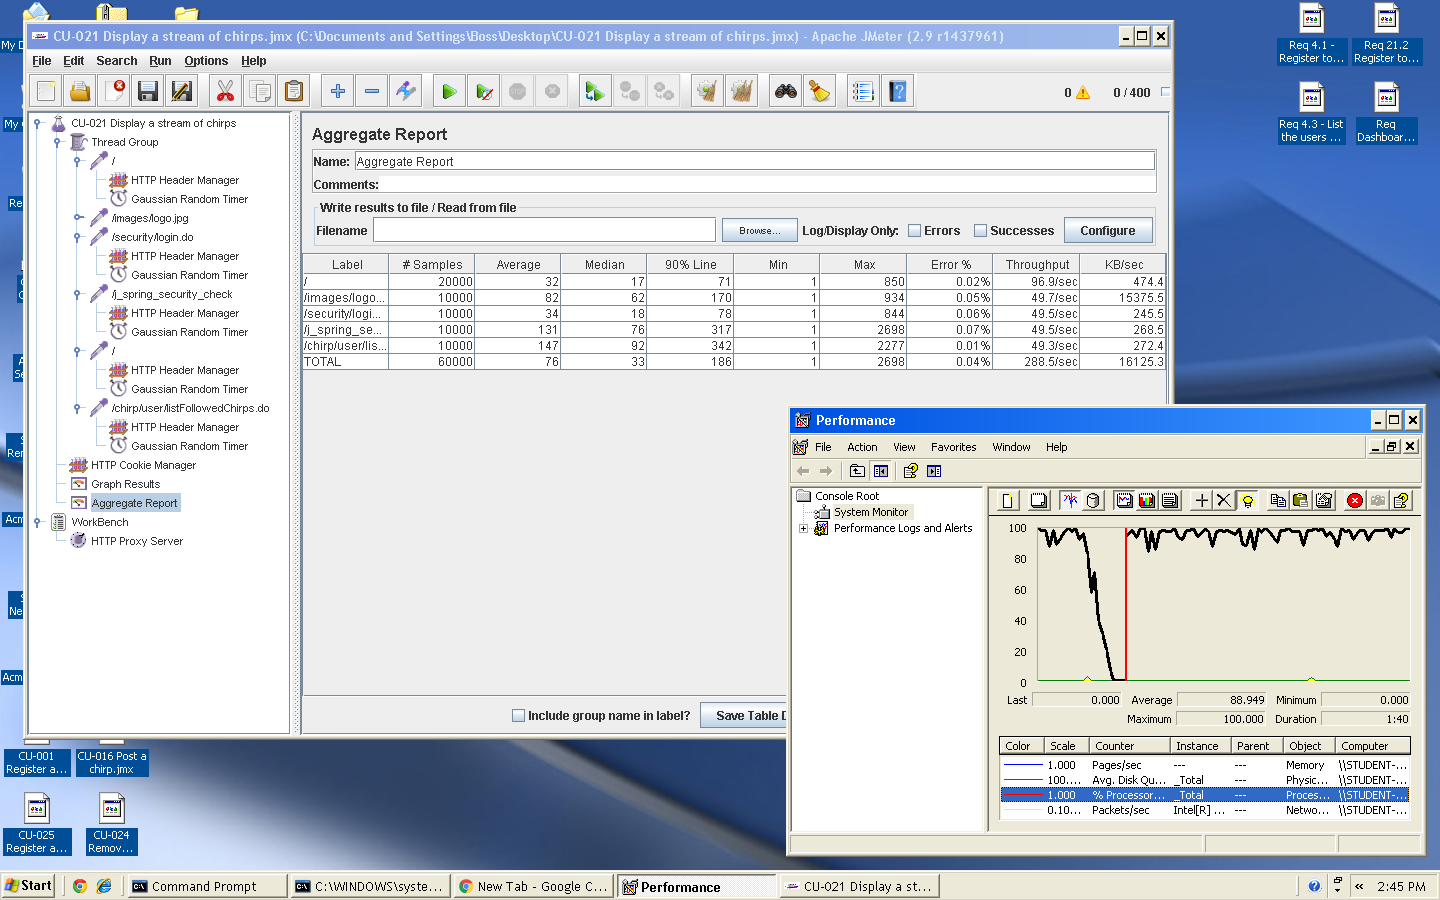 CU-021 Display a stream of chirps.jmx (C:\Documents and Settings\Boss\Desktop\CU-021 Display a stream of chirps.jmx) - Apache JMeter (2.9 r1437961)
File Edit Search Run Options Help
0 0 / 400
CU-021 Display a stream of chirps
Thread Group
/
HTTP Header Manager
Gaussian Random Timer
/images/logo.jpg
/security/login.do
HTTP Header Manager
Gaussian Random Timer
/j_spring_security_check
HTTP Header Manager
Gaussian Random Timer
/
HTTP Header Manager
Gaussian Random Timer
/chirp/user/listFollowedChirps.do
HTTP Header Manager
Gaussian Random Timer
HTTP Cookie Manager
Graph Results
Aggregate Report
WorkBench
HTTP Proxy Server
Aggregate Report
Name: Aggregate Report
Comments:
Write results to file / Read from file
Filename Browse... Log/Display Only: Errors Successes Configure
Label # Samples Average Median 90% Line Min Max Error % Throughput KB/sec
/ 20000 32 17 71 1 850 0.02% 96.9/sec 474.4
/images/logo... 10000 82 62 170 1 934 0.05% 49.7/sec 15375.5
/security/logi... 10000 34 18 78 1 844 0.06% 49.5/sec 245.5
/j_spring_se... 10000 131 76 317 1 2698 0.07% 49.5/sec 268.5
/chirp/user/lis... 10000 147 92 342 1 2277 0.01% 49.3/sec 272.4
TOTAL 60000 76 33 186 1 2698 0.04% 288.5/sec 16125.3
Include group name in label? Save Table D
Performance
File Action View Favorites Window Help
Console Root
System Monitor
Performance Logs and Alerts
100
80
60
40
20
0
Last 0.000 Average 88.949 Minimum 0.000
Maximum 100.000 Duration 1:40
Color Scale Counter Instance Parent Object Computer
1.000 Pages/sec --- --- Memory \\STUDENT-...
100.... Avg. Disk Qu... _Total --- Physic... \\STUDENT-...
1.000 % Processor... _Total --- Proces... \\STUDENT-...
0.10... Packets/sec Intel[R] ... --- Netwo... \\STUDENT-...
Req 4.1 -
Register to...
Req 21.2
Register to...
Req 4.3 - List
the users ...
Req
Dashboar...
My D
My C
Re
Ne
Acm
Acm
CU-001
Register a...
CU-016 Post a
chirp.jmx
CU-025
Register a...
CU-024
Remov...
Start Command Prompt C:\WINDOWS\syste... New Tab - Google C... Performance CU-021 Display a st... « 2:45 PM